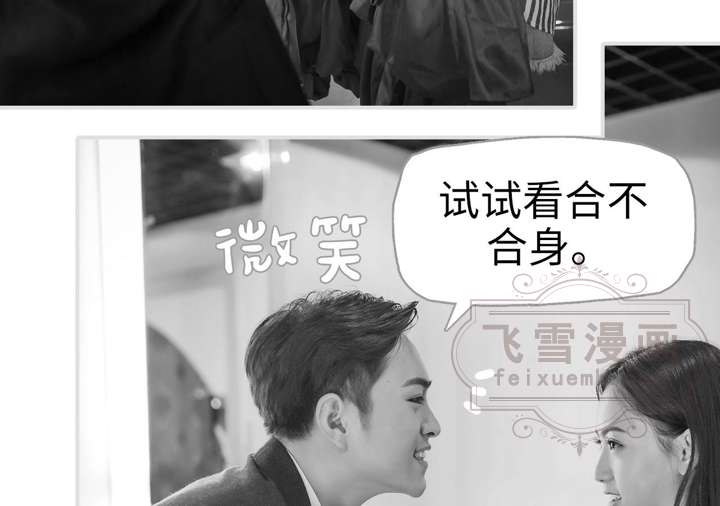 微笑
试试看合不
合身。
飞雪漫画
feixuem